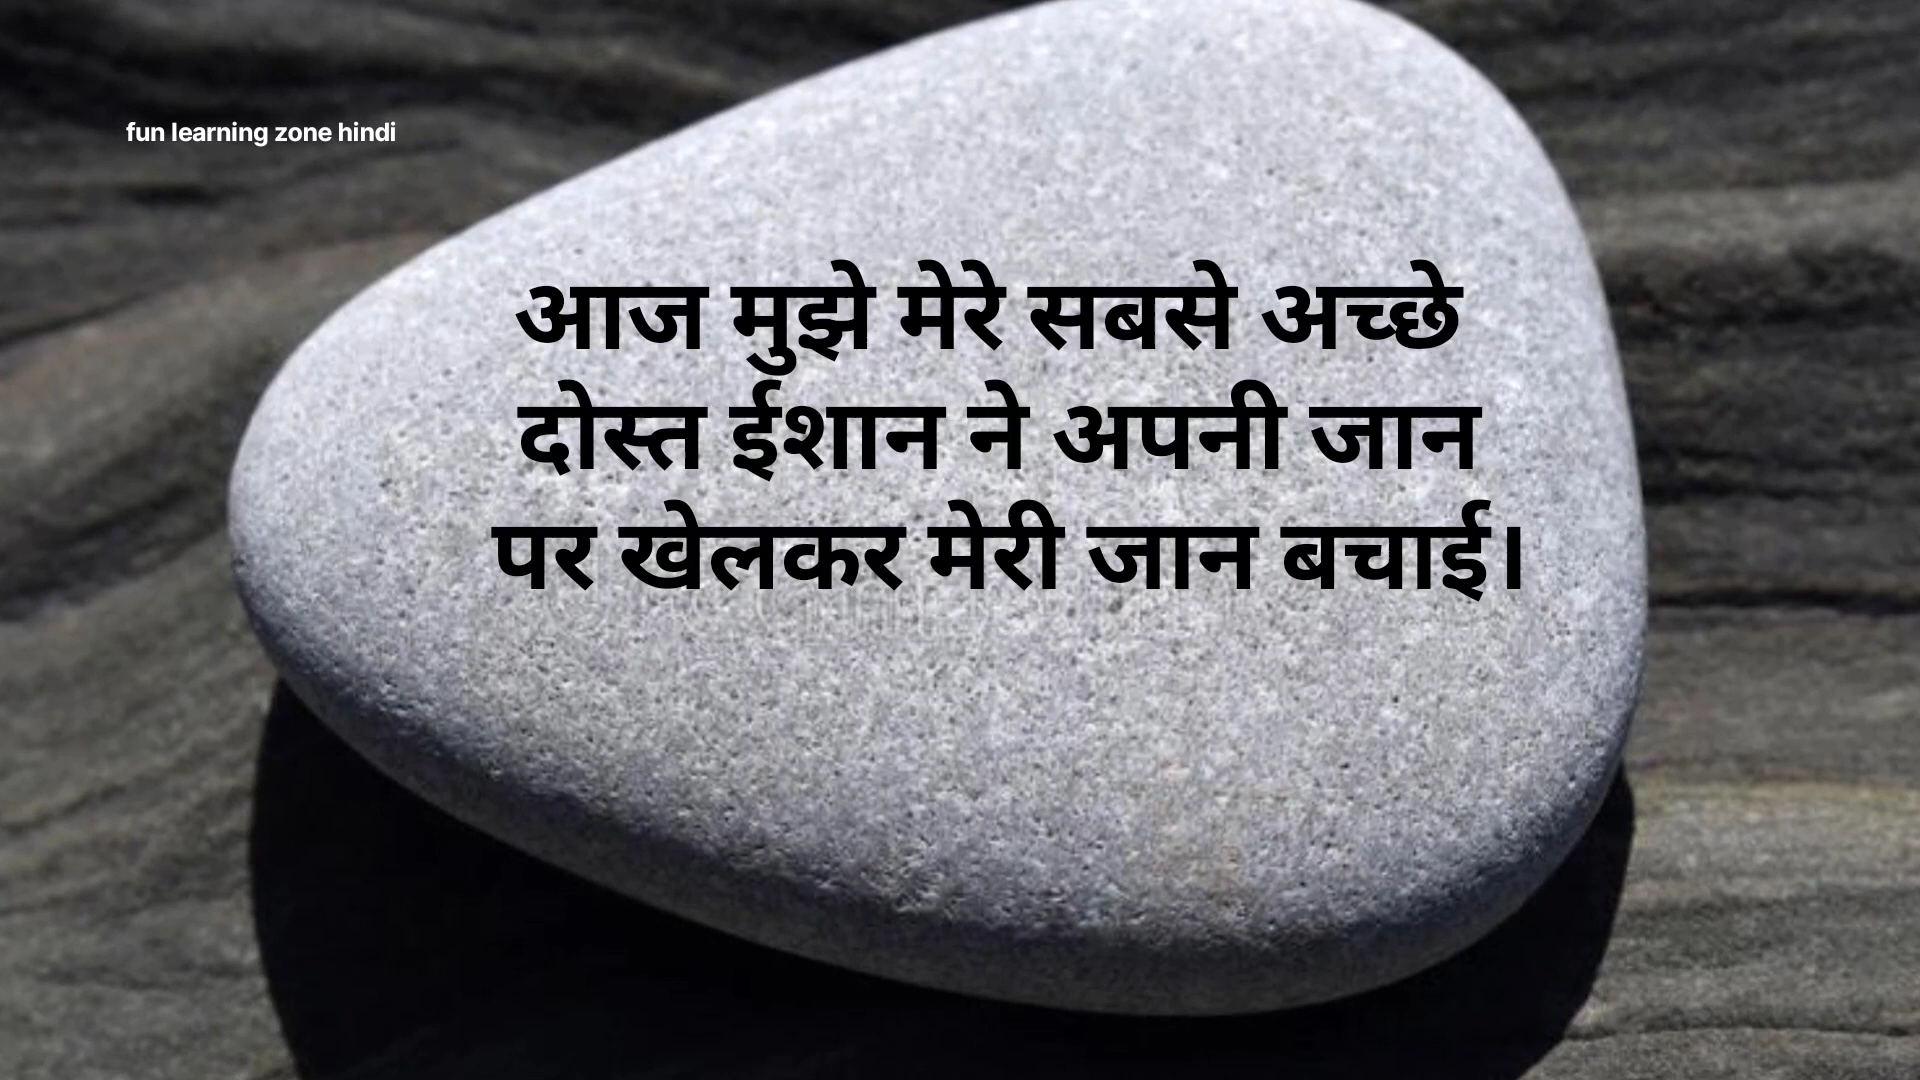 fun learning zone hindi
आज मुझे मेरे सबसे अच्छे
दोस्त ईशान ने अपनी जान
पर खेलकर मेरी जान बचाई।